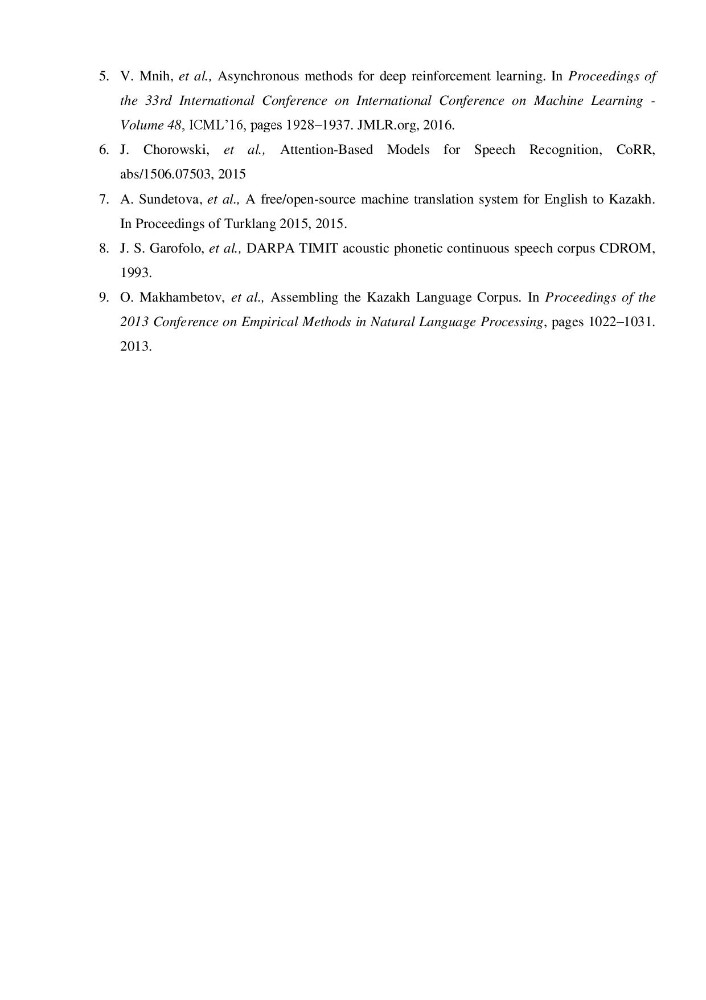 5. V. Mnih, et al., Asynchronous methods for deep reinforcement learning. In Proceedings of
the 33rd International Conference on International Conference on Machine Learning -
Volume 48, ICML’16, pages 1928–1937. JMLR.org, 2016.
6. J. Chorowski, et al., Attention-Based Models for Speech Recognition, CoRR,
abs/1506.07503, 2015
7. A. Sundetova, et al., A free/open-source machine translation system for English to Kazakh.
In Proceedings of Turklang 2015, 2015.
8. J. S. Garofolo, et al., DARPA TIMIT acoustic phonetic continuous speech corpus CDROM,
1993.
9. O. Makhambetov, et al., Assembling the Kazakh Language Corpus. In Proceedings of the
2013 Conference on Empirical Methods in Natural Language Processing, pages 1022–1031.
2013.